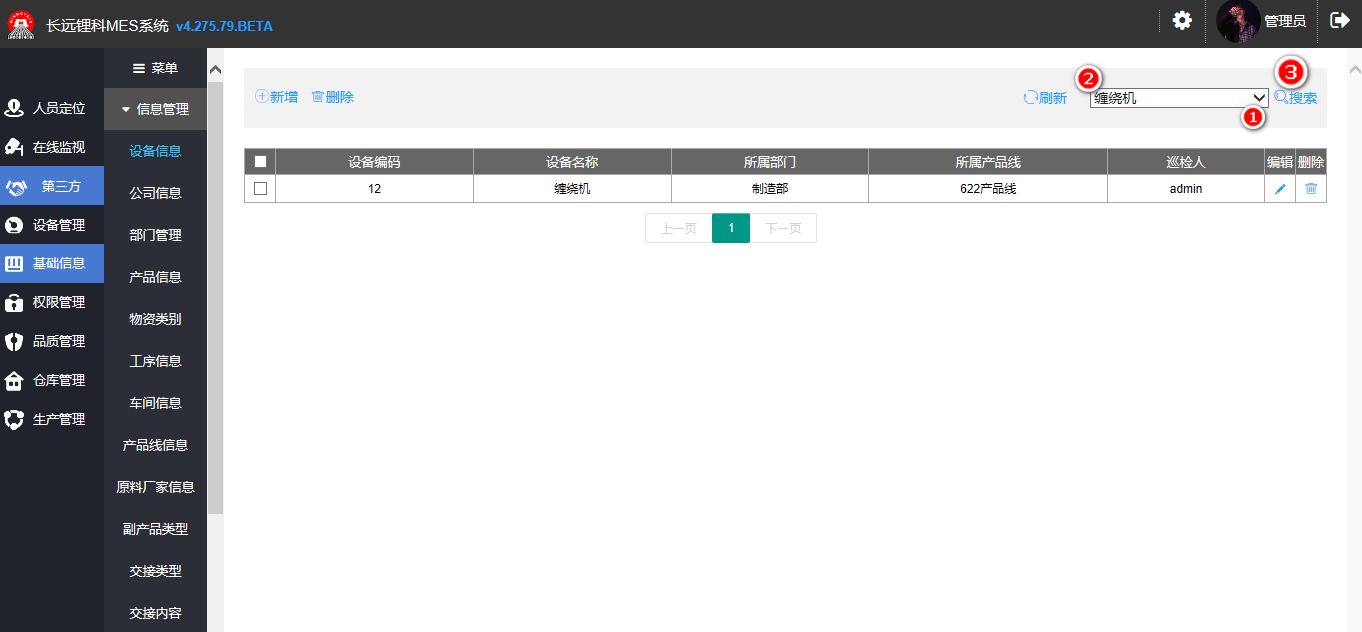 长远锂科MES系统 v4.275.79.BETA
管理员
人员定位
在线监视
第三方
设备管理
基础信息
权限管理
品质管理
仓库管理
生产管理
菜单
信息管理
设备信息
公司信息
部门管理
产品信息
物资类别
工序信息
车间信息
产品线信息
原料厂家信息
副产品类型
交接类型
交接内容
新增 删除
刷新 2 缠绕机 1 3 搜索
设备编码 设备名称 所属部门 所属产品线 巡检人 编辑 删除
12 缠绕机 制造部 622产品线 admin
上一页 1 下一页